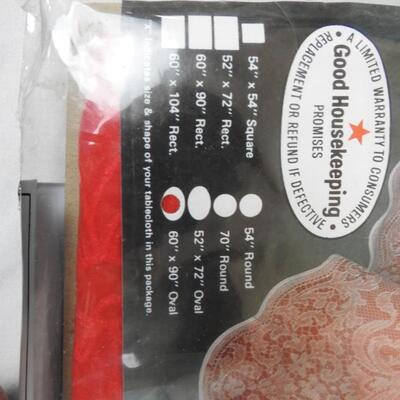 • A LIMITED WARRANTY TO CONSUMERS •
Good Housekeeping
PROMISES
REPLACEMENT OR REFUND IF DEFECTIVE
54" x 54" Square
52" x 72" Rect.
60" x 90" Rect.
60" x 104" Rect.
54" Round
70" Round
52" x 72" Oval
60" x 90" Oval
size & shape of your tablecloth in this package.